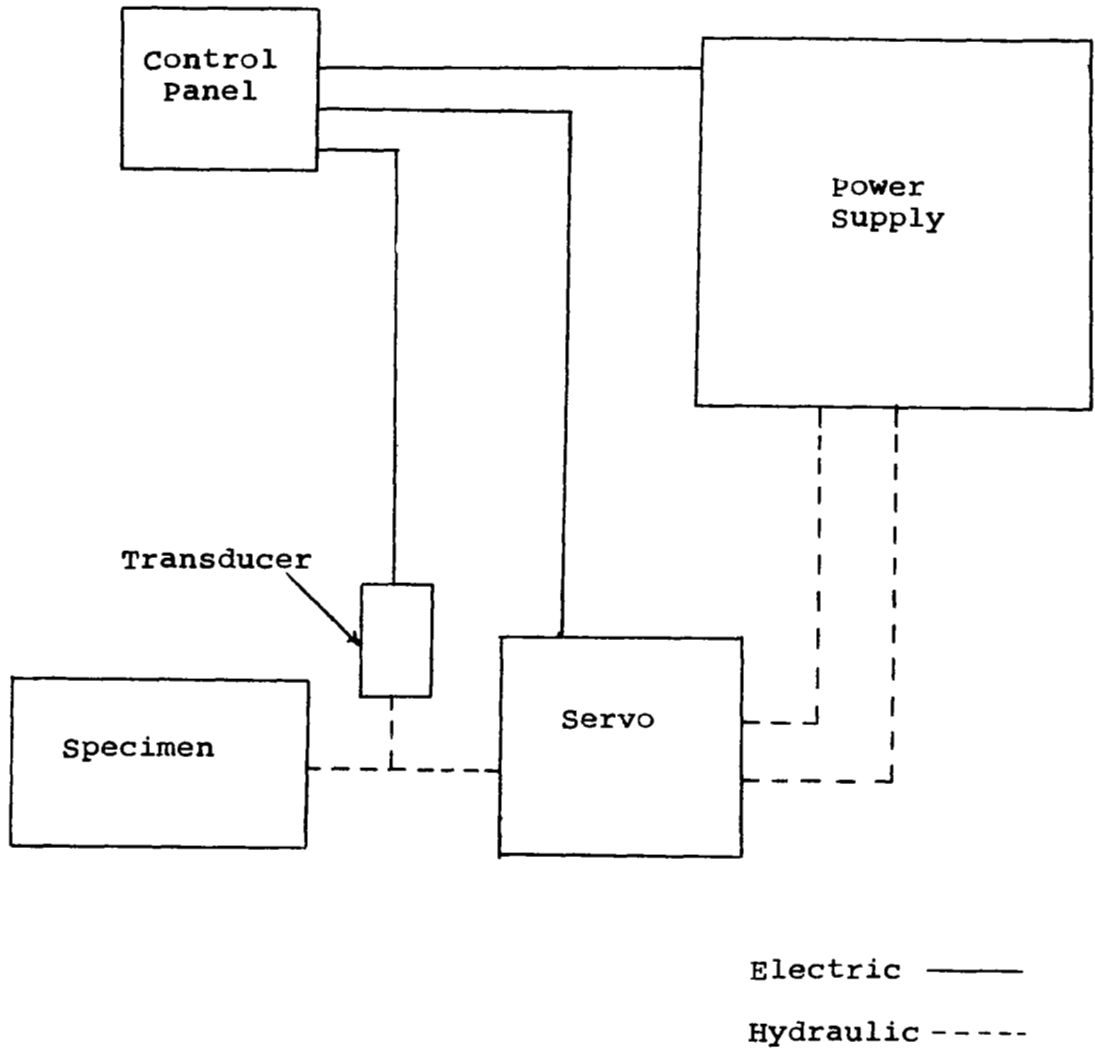 Control
Panel
Power
Supply
Transducer
Servo
Specimen
Electric
Hydraulic